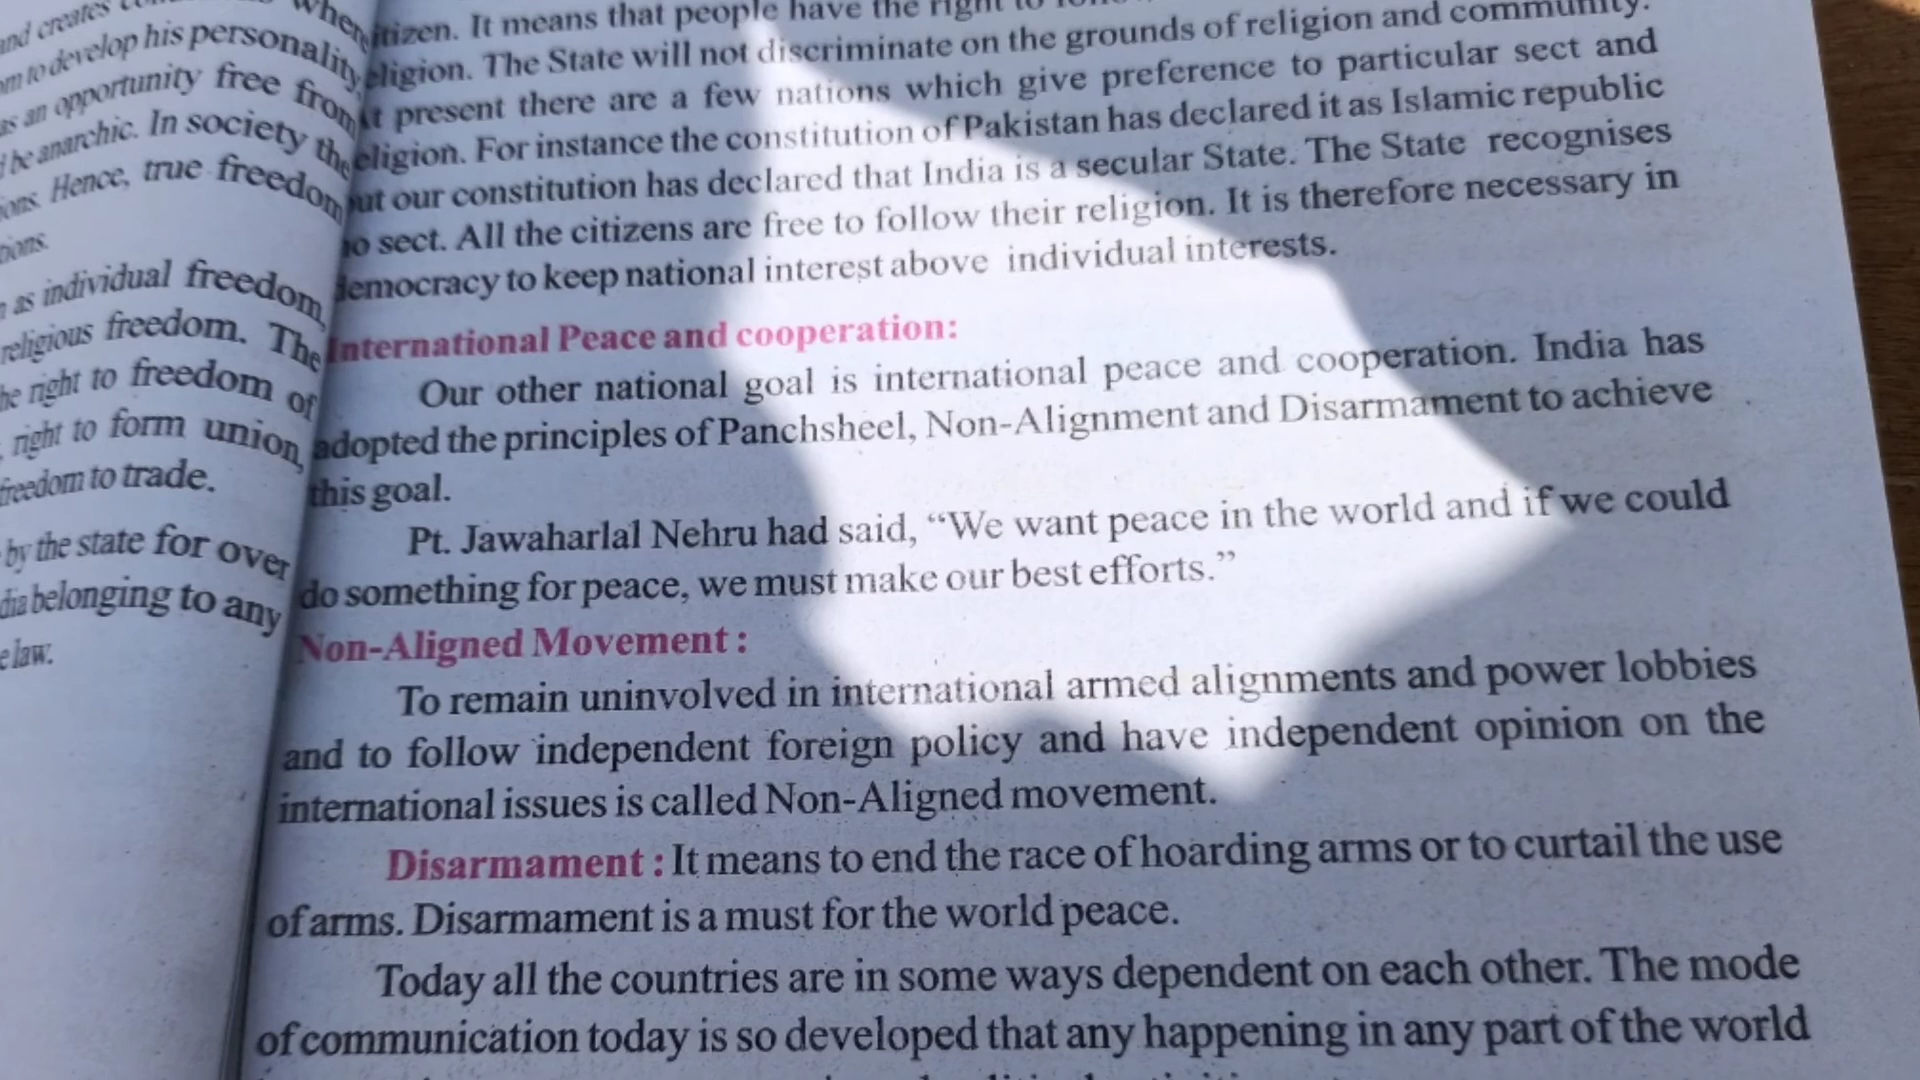 and creates
where
om to develop his personality,
as an opportunity free from
be anarchic. In society the
ions. Hence, true freedom
tions.
as individual freedom,
religious freedom. The
he right to freedom of
right to form union,
freedom to trade.
by the state for over
dia belonging to any
e law.
itizen. It means that people have the right to
eligion. The State will not discriminate on the grounds of religion and community.
At present there are a few nations which give preference to particular sect and
eligion. For instance the constitution of Pakistan has declared it as Islamic republic
ut our constitution has declared that India is a secular State. The State recognises
no sect. All the citizens are free to follow their religion. It is therefore necessary in
democracy to keep national interest above individual interests.
International Peace and cooperation:
Our other national goal is international peace and cooperation. India has
adopted the principles of Panchsheel, Non-Alignment and Disarmament to achieve
this goal.
Pt. Jawaharlal Nehru had said, “We want peace in the world and if we could
do something for peace, we must make our best efforts.”
Non-Aligned Movement :
To remain uninvolved in international armed alignments and power lobbies
and to follow independent foreign policy and have independent opinion on the
international issues is called Non-Aligned movement.
Disarmament : It means to end the race of hoarding arms or to curtail the use
of arms. Disarmament is a must for the world peace.
Today all the countries are in some ways dependent on each other. The mode
of communication today is so developed that any happening in any part of the world